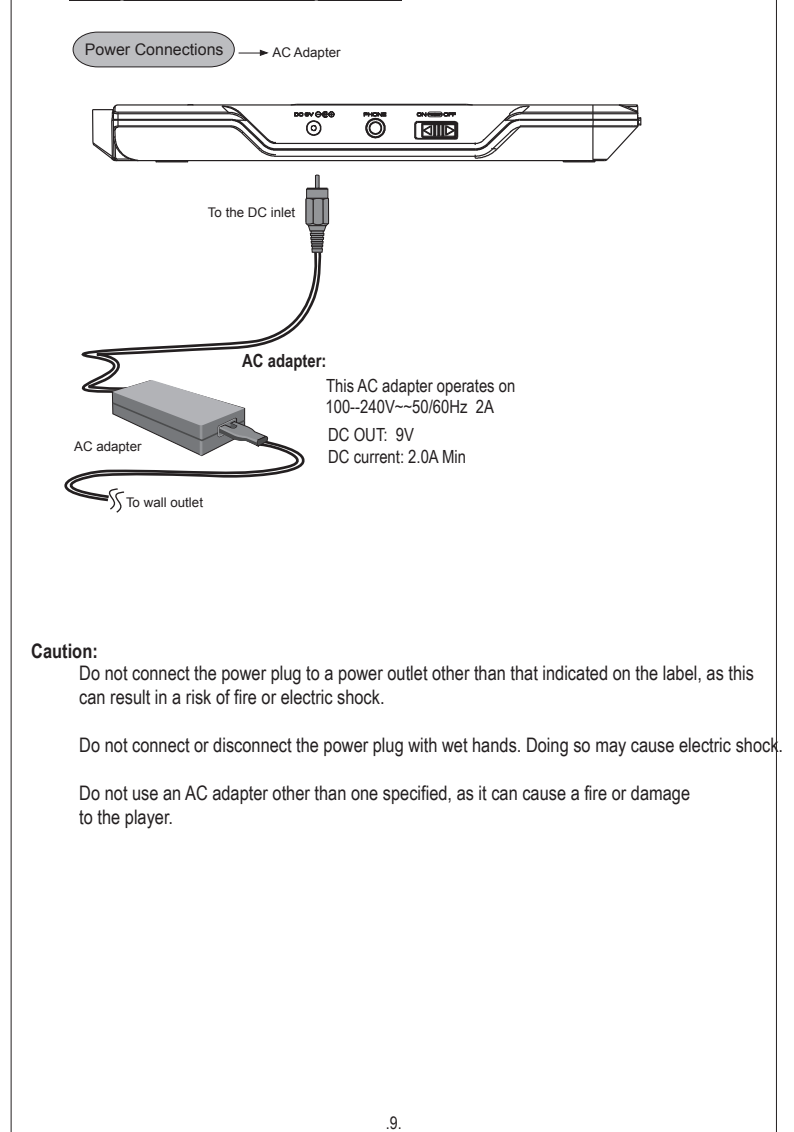 Power Connections AC Adapter
DC 9V PHONE ON OFF
To the DC inlet
AC adapter:
This AC adapter operates on
100--240V~~50/60Hz 2A
DC OUT: 9V
AC adapter
DC current: 2.0A Min
To wall outlet
Caution:
Do not connect the power plug to a power outlet other than that indicated on the label, as this
can result in a risk of fire or electric shock.
Do not connect or disconnect the power plug with wet hands. Doing so may cause electric shock.
Do not use an AC adapter other than one specified, as it can cause a fire or damage
to the player.
.9.